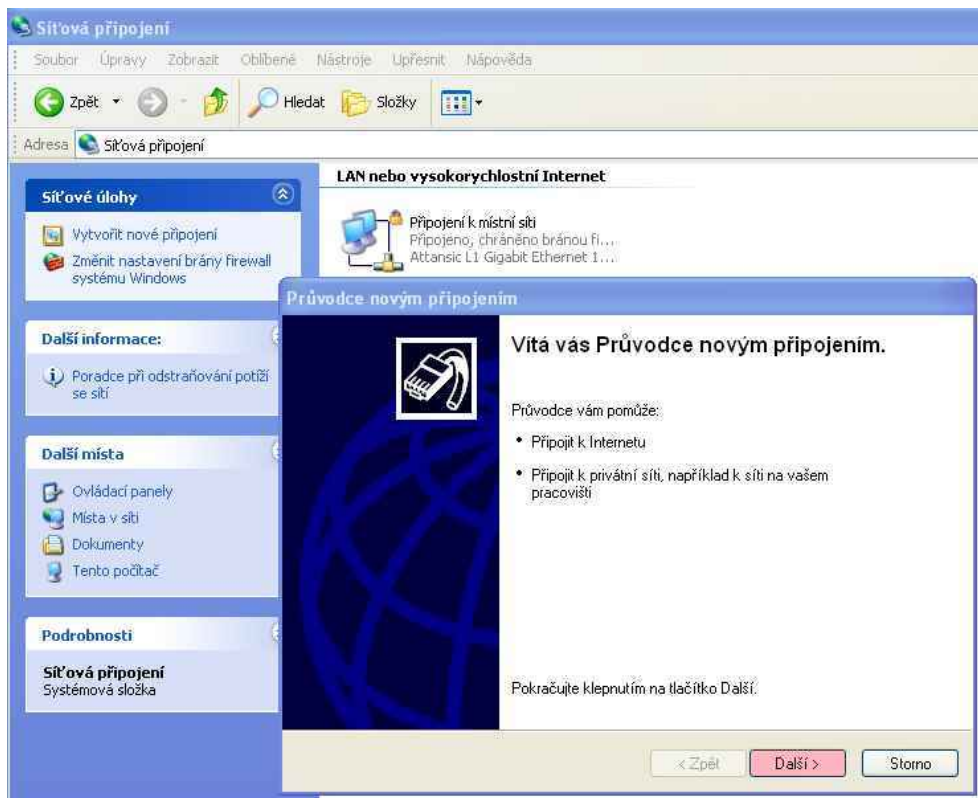 Síťová připojení
Soubor Úpravy Zobrazit Oblíbené Nástroje Upřesnit Nápověda
Zpět Hledat Složky
Adresa Síťová připojení
Síťové úlohy
Vytvořit nové připojení
Změnit nastavení brány firewall
systému Windows
Další informace:
Poradce při odstraňování potíží
se sítí
Další místa
Ovládací panely
Místa v síti
Dokumenty
Tento počítač
Podrobnosti
Síťová připojení
Systémová složka
LAN nebo vysokorychlostní Internet
Připojení k místní síti
Připojeno, chráněno bránou fi...
Attansic L1 Gigabit Ethernet 1...
Průvodce novým připojením
Vítá vás Průvodce novým připojením.
Průvodce vám pomůže:
• Připojit k Internetu
• Připojit k privátní síti, například k síti na vašem
pracovišti
Pokračujte klepnutím na tlačítko Další.
< Zpět Další > Storno